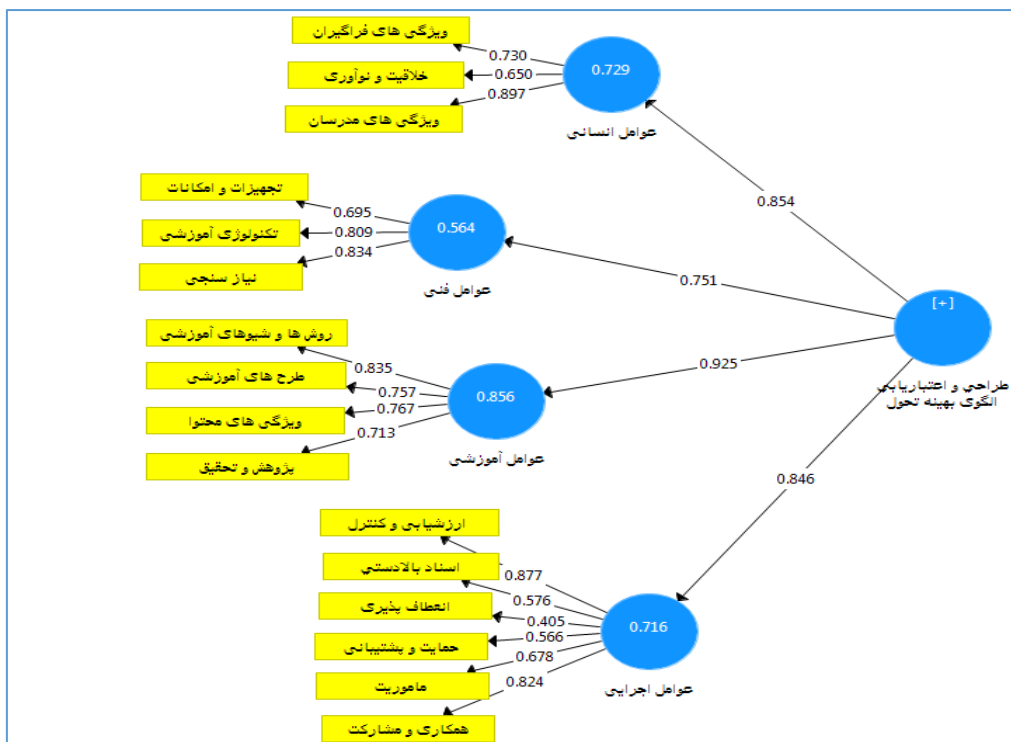 ویژگی های فراگیران
0.730
خلاقیت و نوآوری
0.650
ویژگی های مدرسان
0.897
0.729
عوامل انسانی
0.854
تجهیزات و امکانات
0.695
تکنولوژی آموزشی
0.809
نیاز سنجی
0.834
0.564
عوامل فنی
0.751
[+]
طراحي و اعتباريابي
الگوی بهینه تحول
روش ها و شیوهای آموزشی
0.835
طرح های آموزشی
0.757
ویژگی های محتوا
0.767
پژوهش و تحقیق
0.713
0.856
عوامل آموزشی
0.925
ارزشیابی و کنترل
0.877
اسناد بالادستي
0.576
انعطاف پذیری
0.405
حمایت و پشتیبانی
0.566
ماموریت
0.678
همکاری و مشارکت
0.824
0.716
عوامل اجرایی
0.846